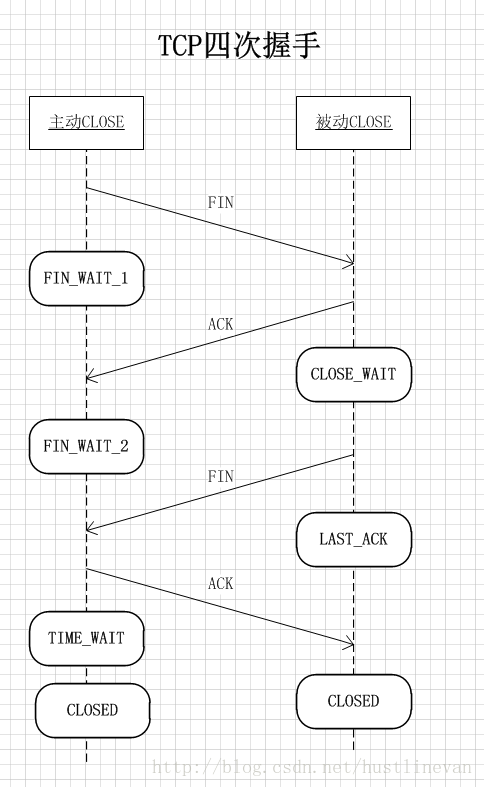 TCP四次握手
主动CLOSE
被动CLOSE
FIN
FIN_WAIT_1
ACK
CLOSE_WAIT
FIN_WAIT_2
FIN
LAST_ACK
ACK
TIME_WAIT
CLOSED
CLOSED
http://blog.csdn.net/hustlinevan